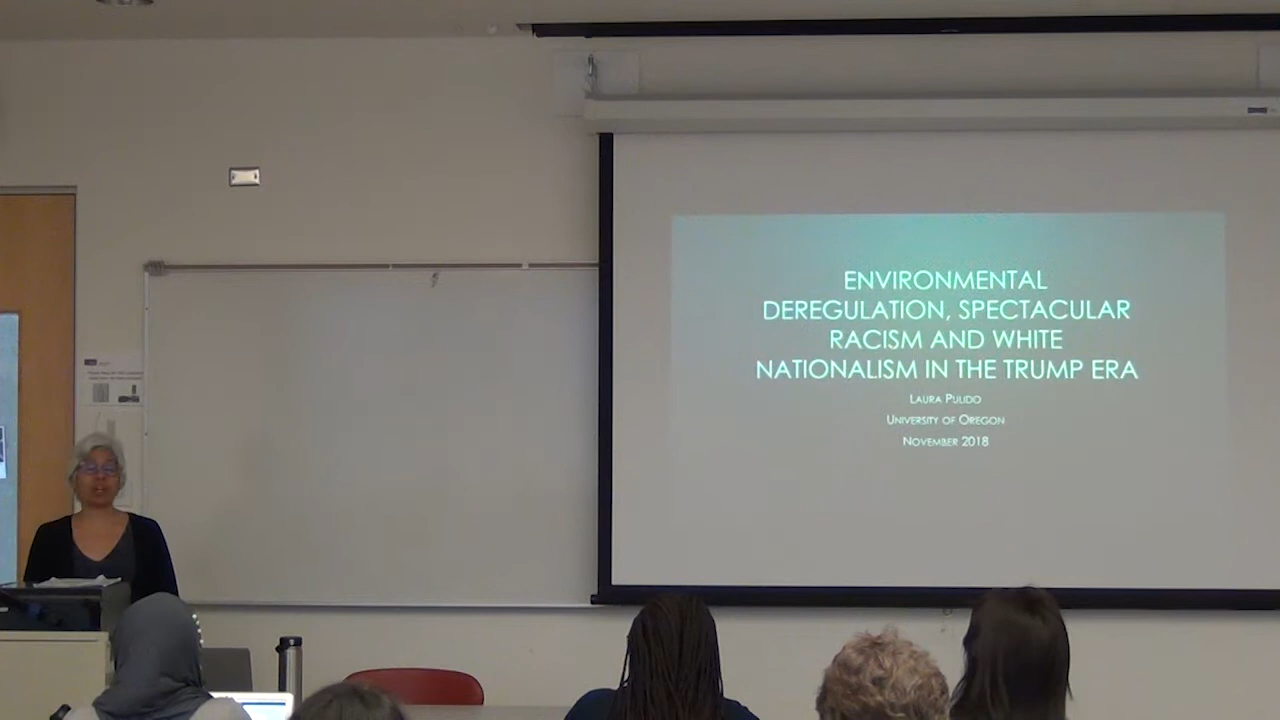 ENVIRONMENTAL
DEREGULATION, SPECTACULAR
RACISM AND WHITE
NATIONALISM IN THE TRUMP ERA
LAURA PULIDO
UNIVERSITY OF OREGON
NOVEMBER 2018